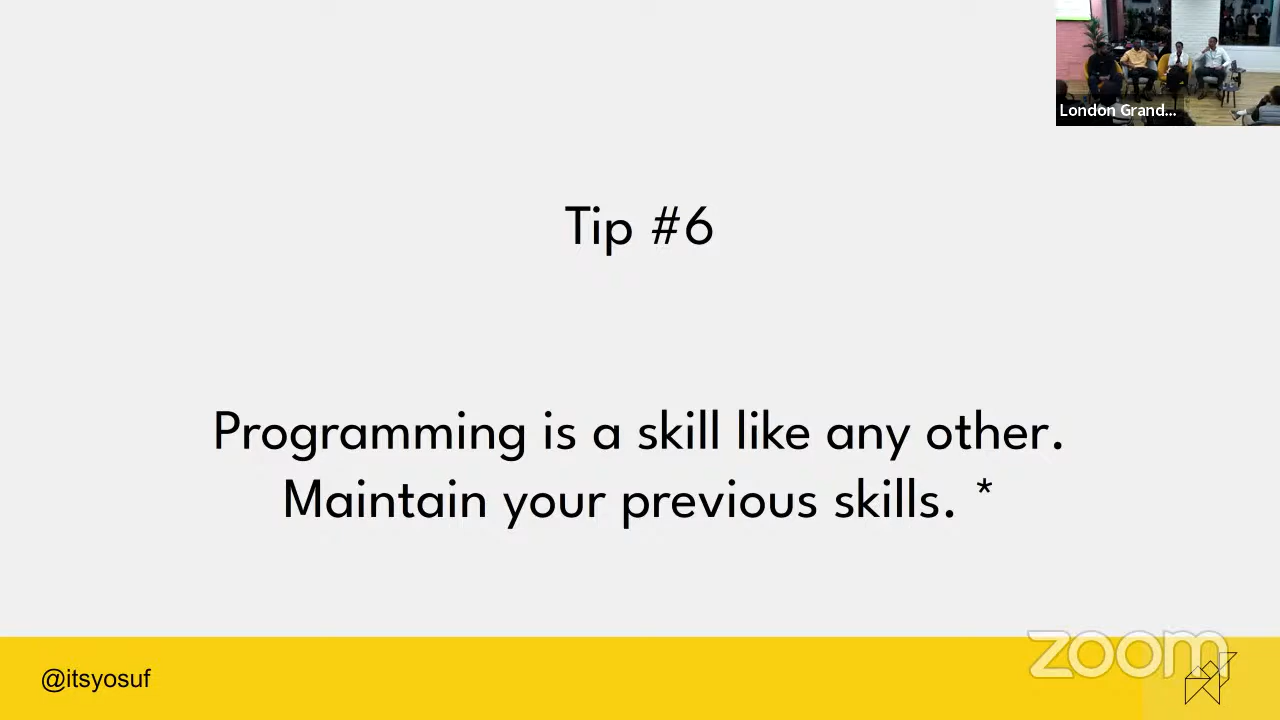 London Grand...
Tip #6
Programming is a skill like any other.
Maintain your previous skills. *
@itsyosuf
zoom